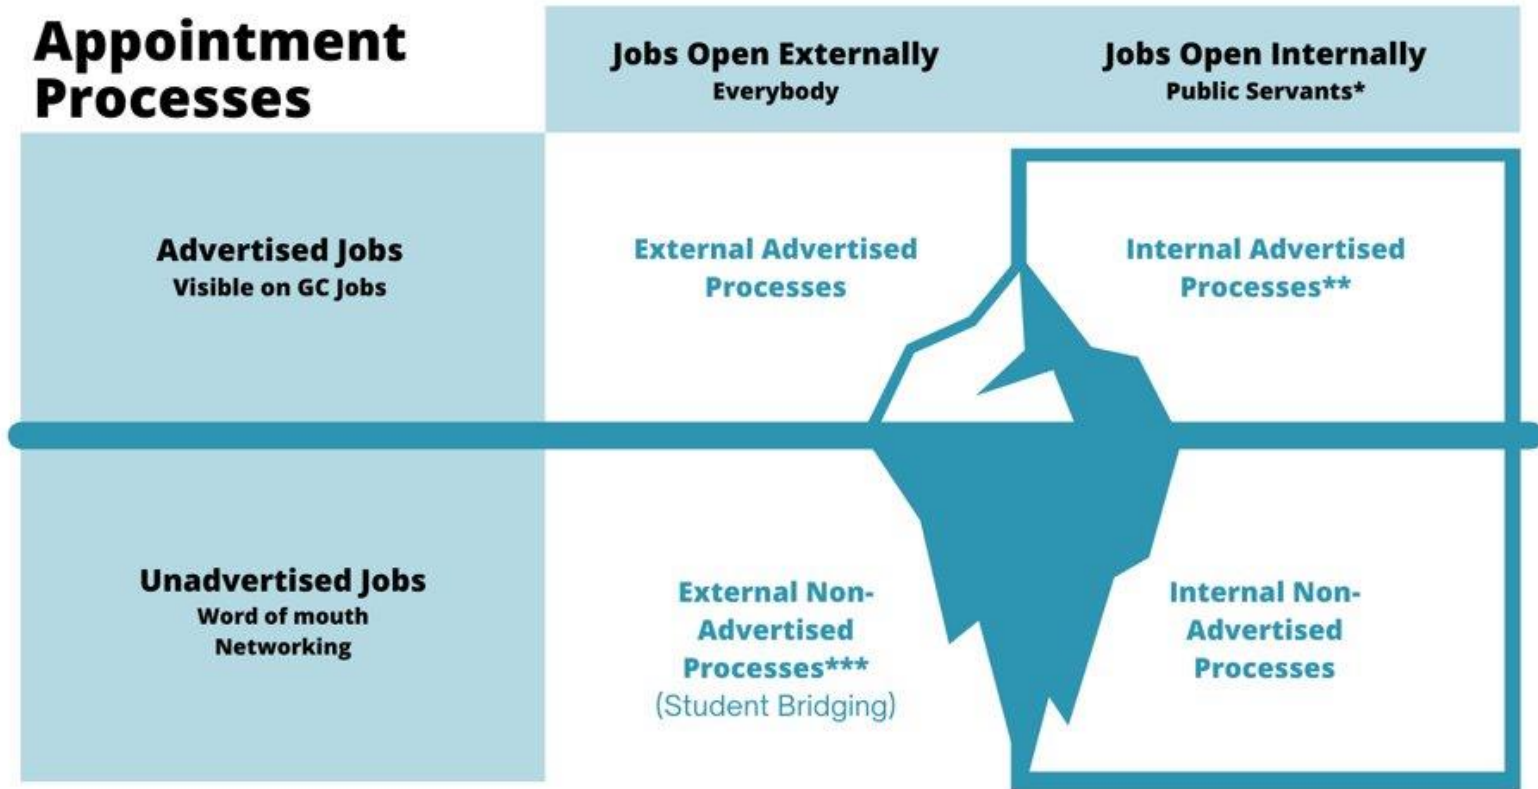 Appointment
Processes
Jobs Open Externally
Everybody
Jobs Open Internally
Public Servants*
Advertised Jobs
Visible on GC Jobs
External Advertised
Processes
Internal Advertised
Processes**
Unadvertised Jobs
Word of mouth
Networking
External Non-
Advertised
Processes***
(Student Bridging)
Internal Non-
Advertised
Processes